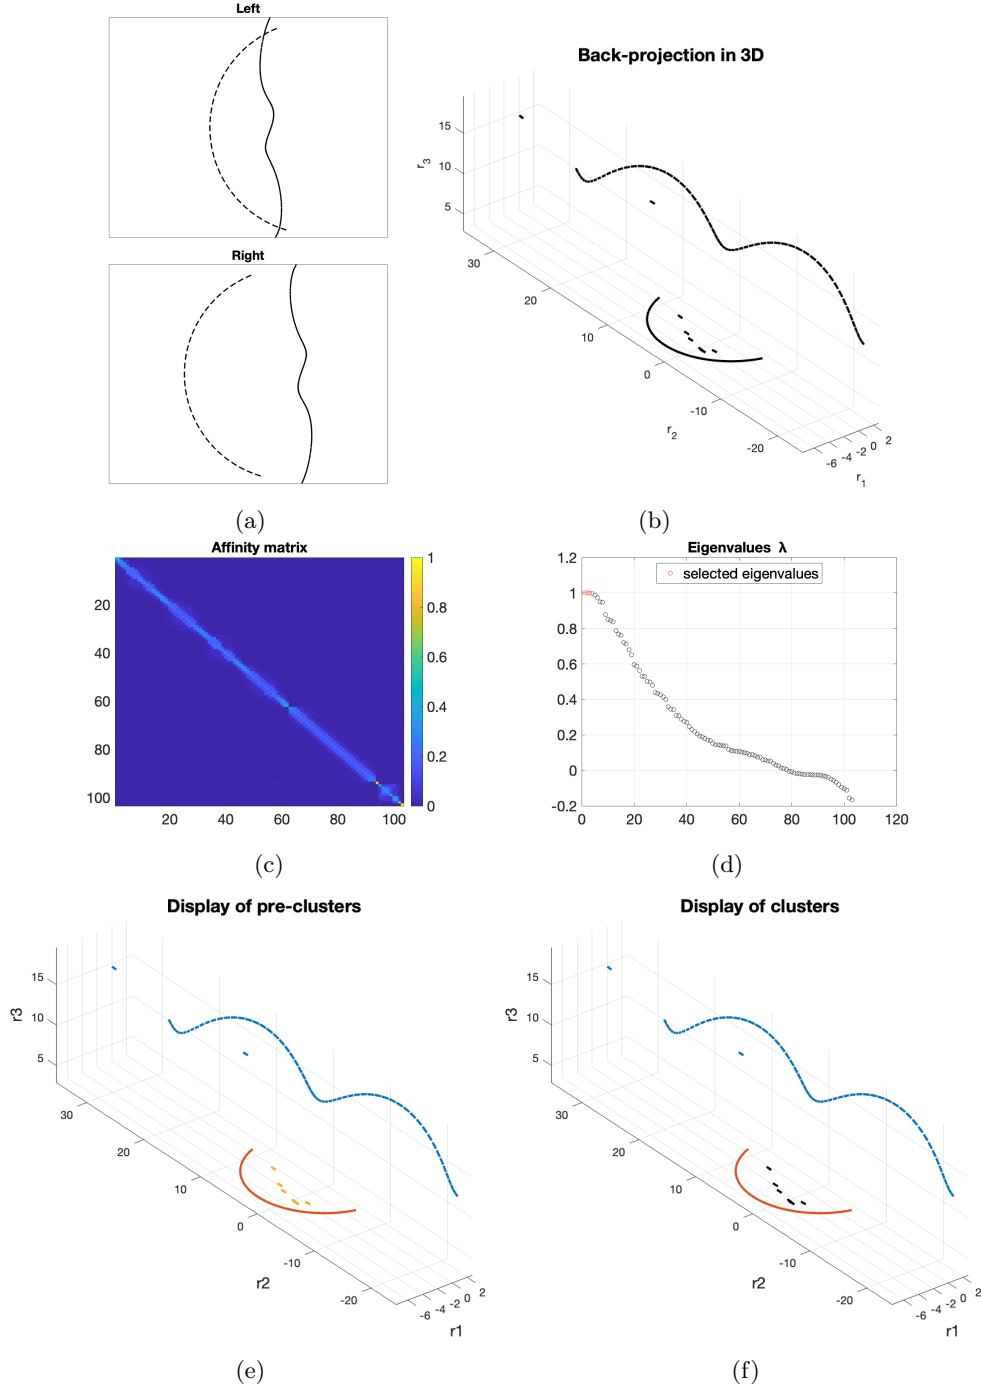 Left
Right
(a)
Back-projection in 3D
15
10
5
r3
30
20
10
0
-10
-20
r2
-6 -4 -2 0 2
r1
(b)
Affinity matrix
20
40
60
80
100
20 40 60 80 100
1
0.8
0.6
0.4
0.2
0
(c)
Eigenvalues λ
selected eigenvalues
1.2
1
0.8
0.6
0.4
0.2
0
-0.2
0 20 40 60 80 100 120
(d)
Display of pre-clusters
15
10
5
r3
30
20
10
0
-10
-20
r2
-6 -4 -2 0 2
r1
(e)
Display of clusters
15
10
5
r3
30
20
10
0
-10
-20
r2
-6 -4 -2 0 2
r1
(f)